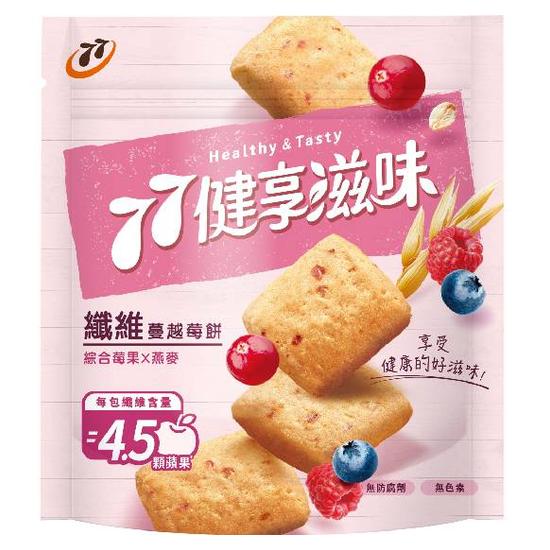 77
Healthy & Tasty
77健享滋味
纖維蔓越莓餅
綜合莓果X燕麥
享受
健康的好滋味!
每包纖維含量
=4.5
顆蘋果
無防腐劑
無色素